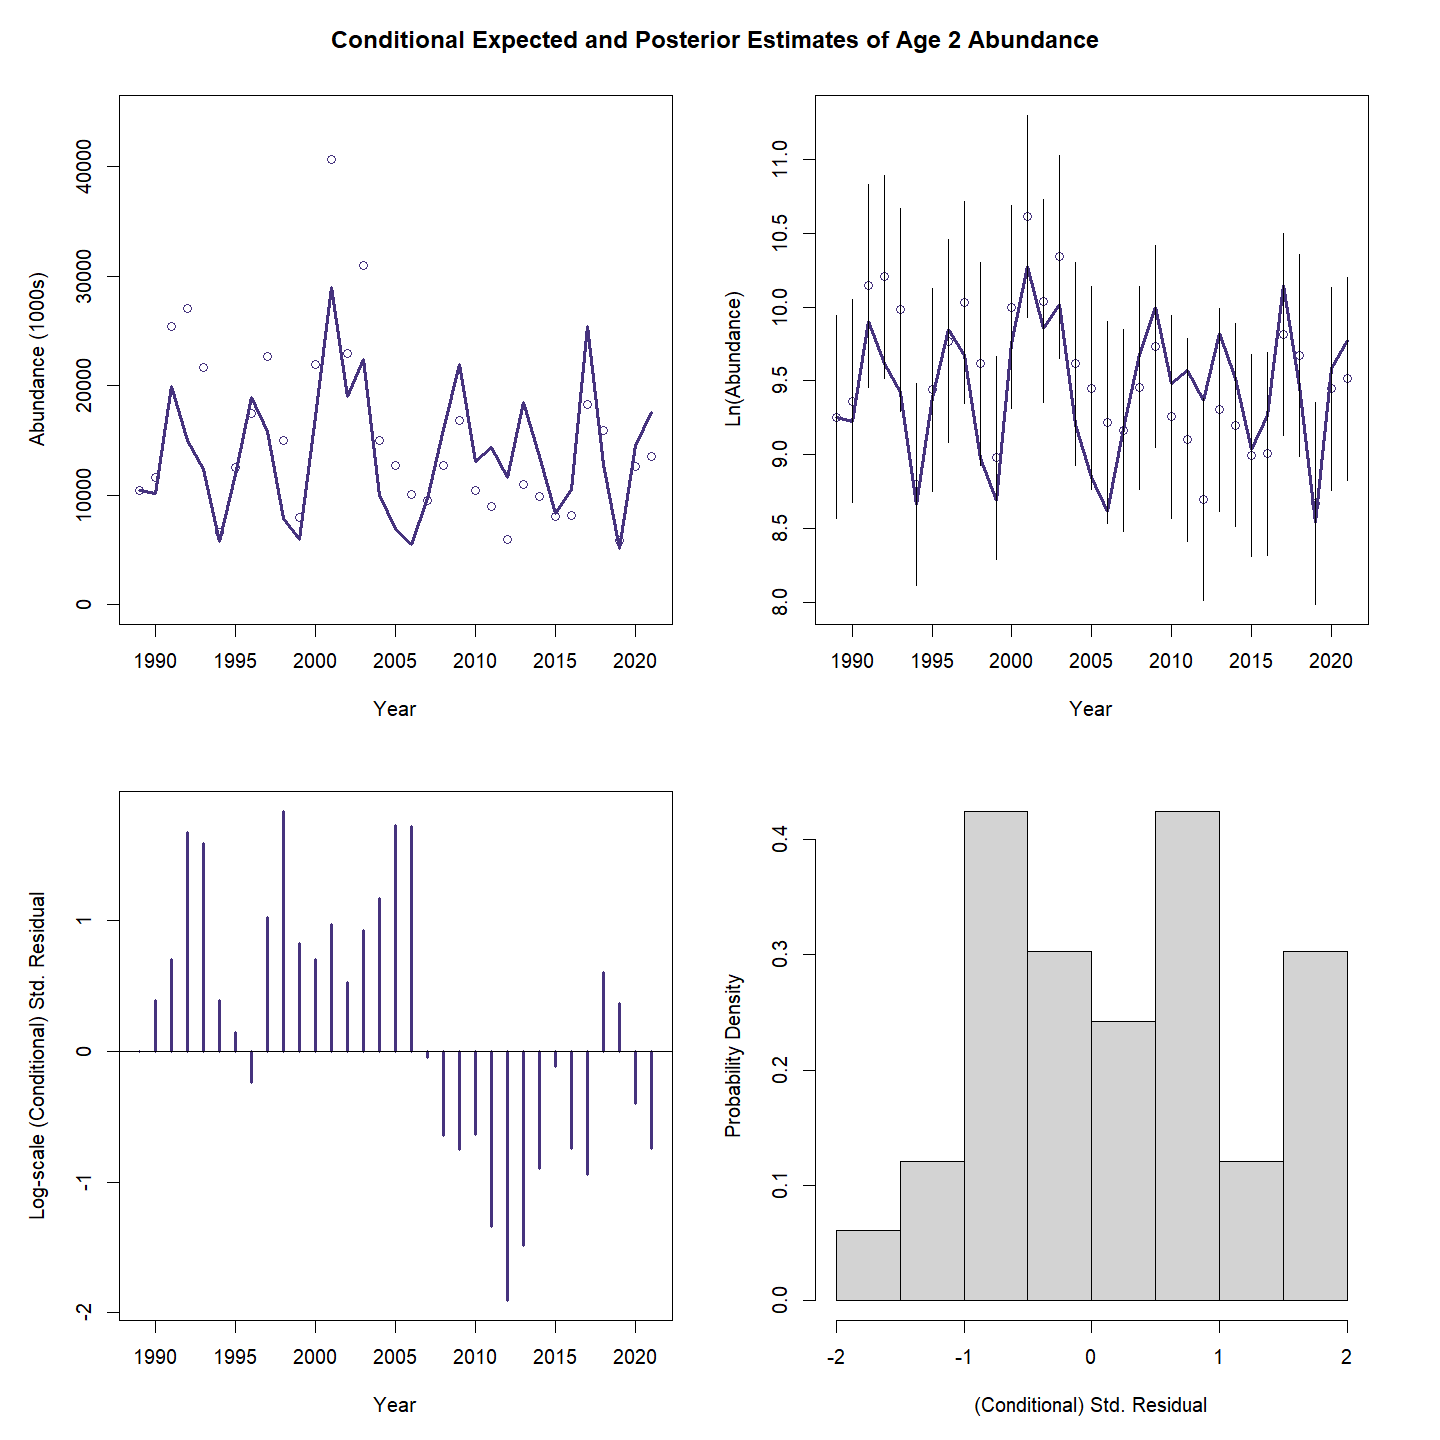 Conditional Expected and Posterior Estimates of Age 2 Abundance
Abundance (1000s)
40000
30000
20000
10000
0
1990 1995 2000 2005 2010 2015 2020
Year
Ln(Abundance)
11.0
10.5
10.0
9.5
9.0
8.5
8.0
1990 1995 2000 2005 2010 2015 2020
Year
Log-scale (Conditional) Std. Residual
1
0
-1
-2
1990 1995 2000 2005 2010 2015 2020
Year
Probability Density
0.4
0.3
0.2
0.1
0.0
-2 -1 0 1 2
(Conditional) Std. Residual